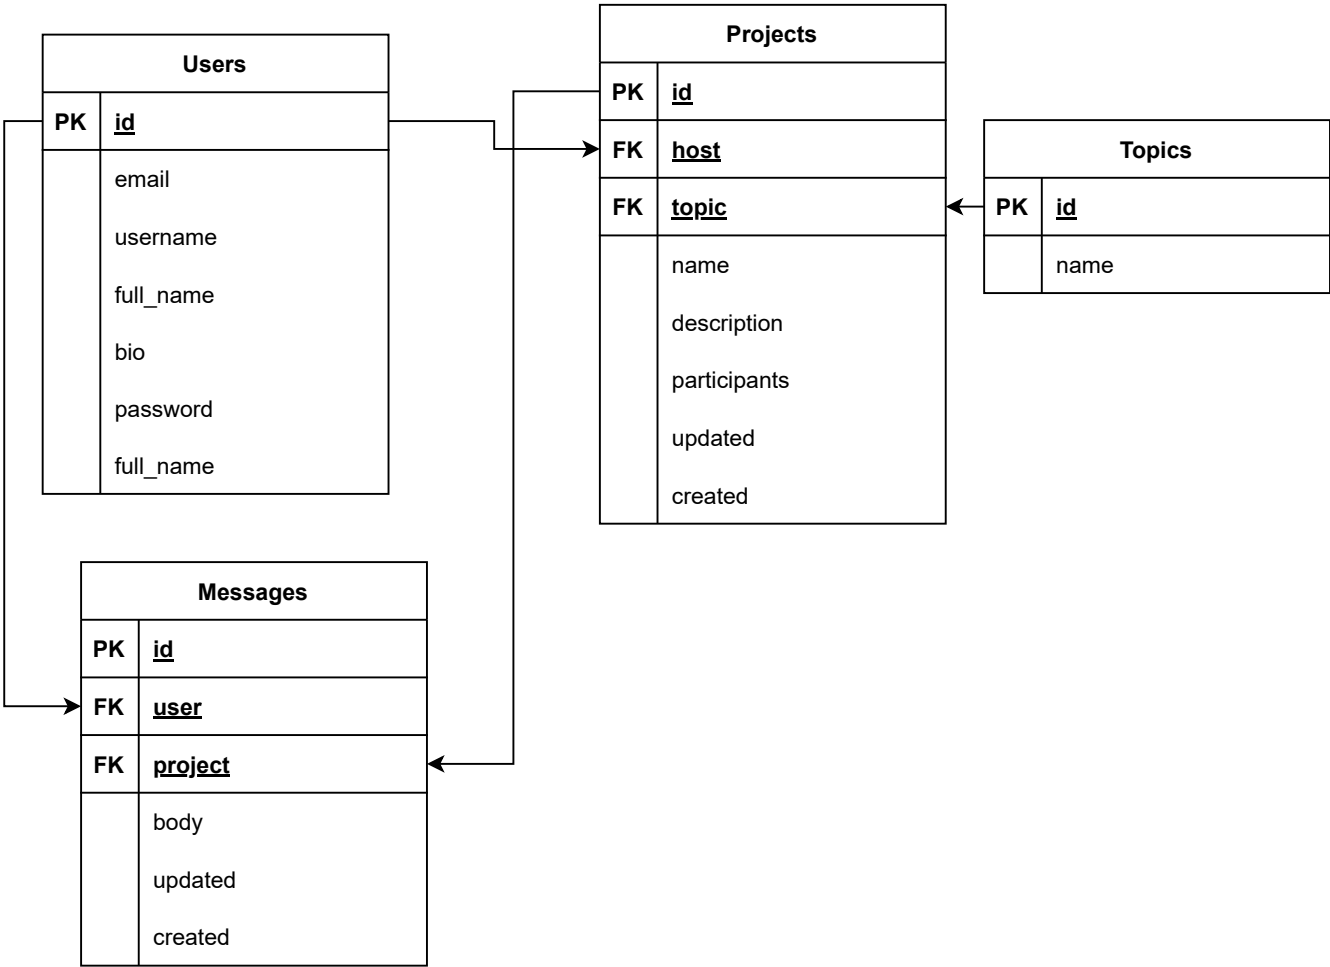 Users
PK id
email
username
full_name
bio
password
full_name
Projects
PK id
FK host
FK topic
name
description
participants
updated
created
Topics
PK id
name
Messages
PK id
FK user
FK project
body
updated
created